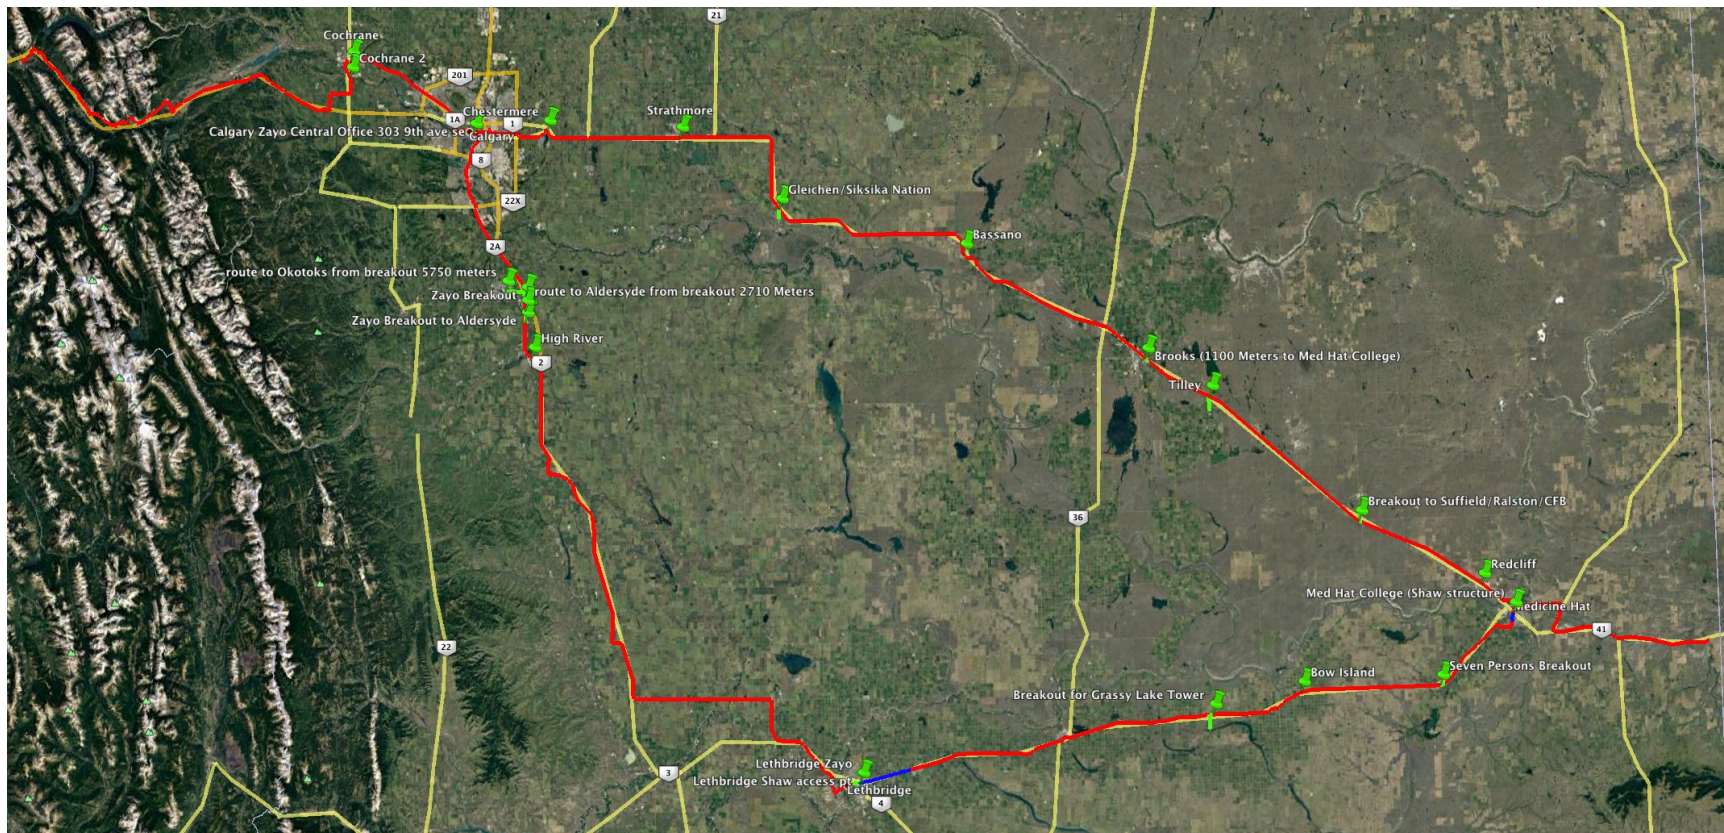 21
Cochrane
Cochrane 2
201
Chestermere
Strathmore
1A
1
Calgary Zayo Central Office 303 9th ave se
Calgary
8
Gleichen/Siksika Nation
22X
Bassano
2A
route to Okotoks from breakout 5750 meters
Zayo Breakout
route to Aldersyde from breakout 2710 Meters
Zayo Breakout to Aldersyde
High River
2
Brooks (1100 Meters to Med Hat College)
Tilley
Breakout to Suffield/Ralston/CFB
36
Redcliff
Med Hat College (Shaw structure)
Medicine Hat
41
22
Seven Persons Breakout
Bow Island
Breakout for Grassy Lake Tower
Lethbridge Zayo
3
Lethbridge Shaw access pt
Lethbridge
4